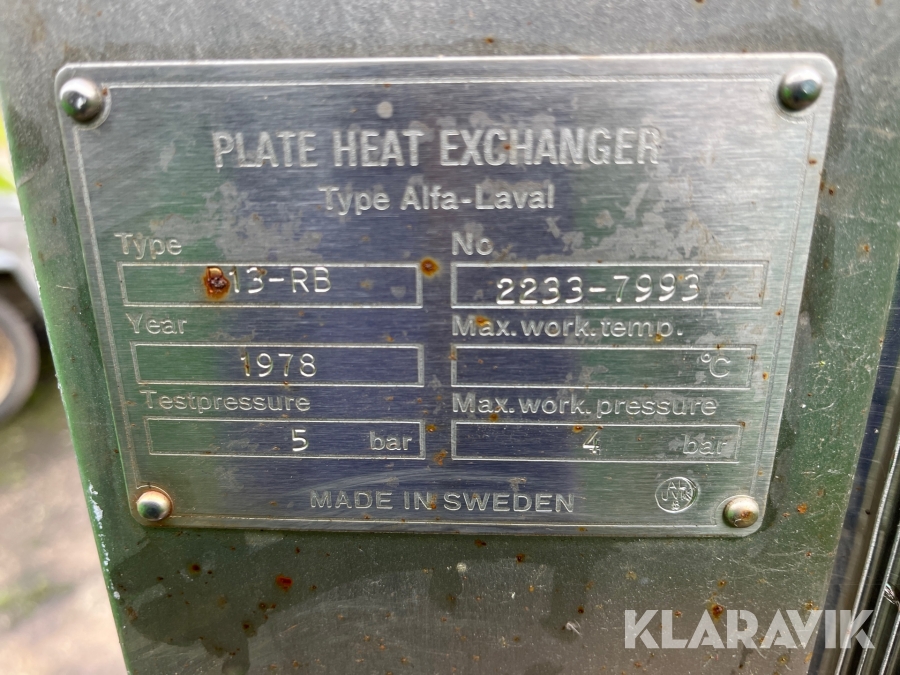 PLATE HEAT EXCHANGER
Type Alfa-Laval
Type No
13-RB 2233-7993
Year Max.work.temp.
1978 °C
Testpressure Max.work.pressure
5 bar 4 bar
MADE IN SWEDEN
KLARAVIK